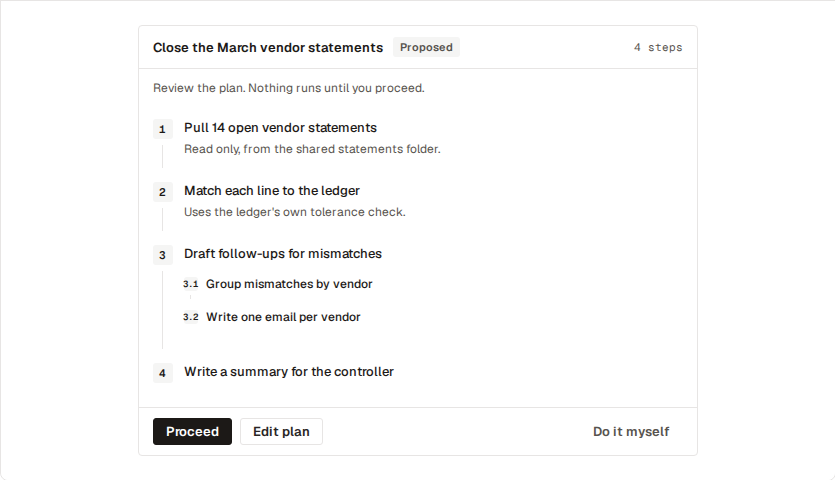 Close the March vendor statements Proposed 4 steps
Review the plan. Nothing runs until you proceed.
1 Pull 14 open vendor statements
Read only, from the shared statements folder.
2 Match each line to the ledger
Uses the ledger's own tolerance check.
3 Draft follow-ups for mismatches
3.1 Group mismatches by vendor
3.2 Write one email per vendor
4 Write a summary for the controller
Proceed Edit plan Do it myself